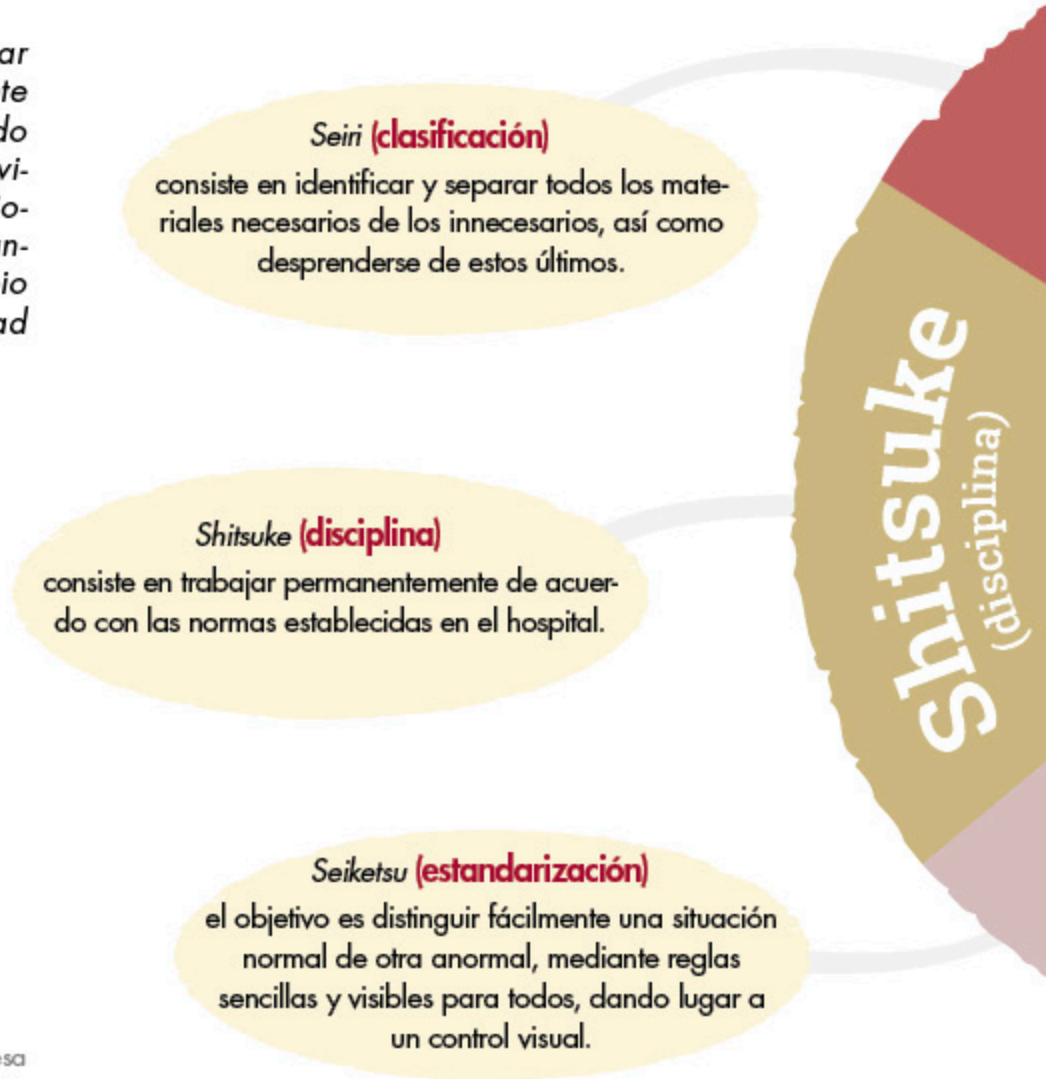 Seiri (clasificación)
consiste en identificar y separar todos los mate-
riales necesarios de los innecesarios, así como
desprenderse de estos últimos.
Shitsuke
(disciplina)
Shitsuke (disciplina)
consiste en trabajar permanentemente de acuer-
do con las normas establecidas en el hospital.
Seiketsu (estandarización)
el objetivo es distinguir fácilmente una situación
normal de otra anormal, mediante reglas
sencillas y visibles para todos, dando lugar a
un control visual.